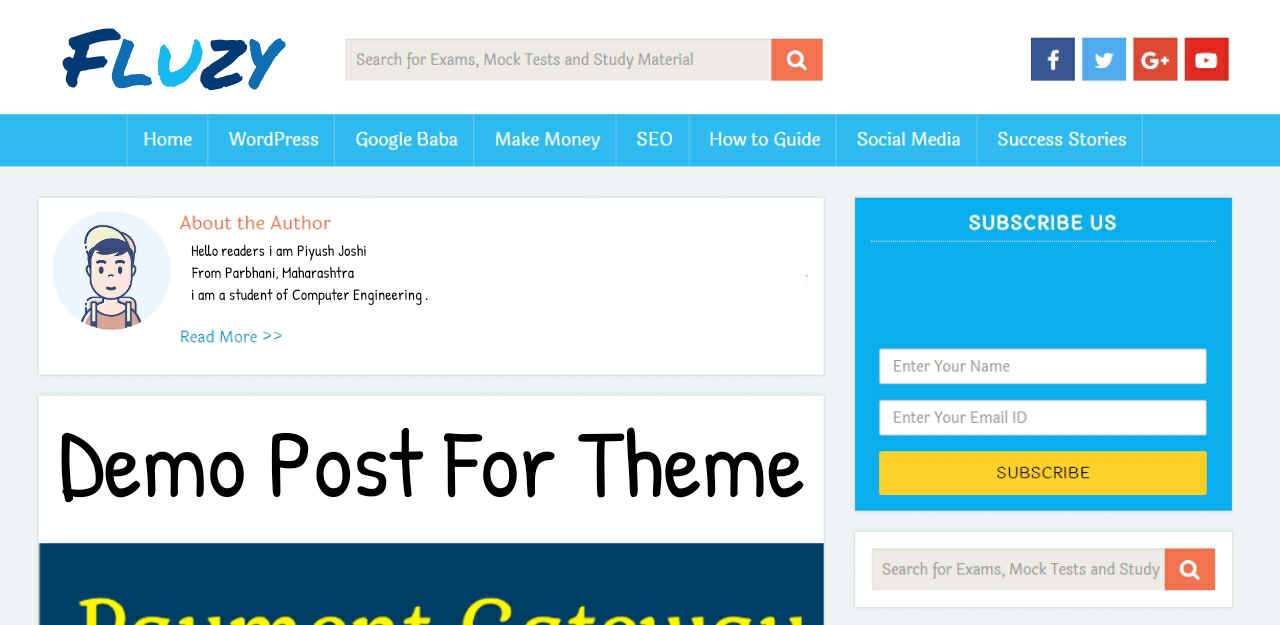 FLUZY
Search for Exams, Mock Tests and Study Material
f
G+
Home WordPress Google Baba Make Money SEO How to Guide Social Media Success Stories
About the Author
Hello readers i am Piyush Joshi
From Parbhani, Maharashtra
i am a student of Computer Engineering .
Read More >>
Demo Post For Theme
Payment Gateway
SUBSCRIBE US
Enter Your Name
Enter Your Email ID
SUBSCRIBE
Search for Exams, Mock Tests and Study